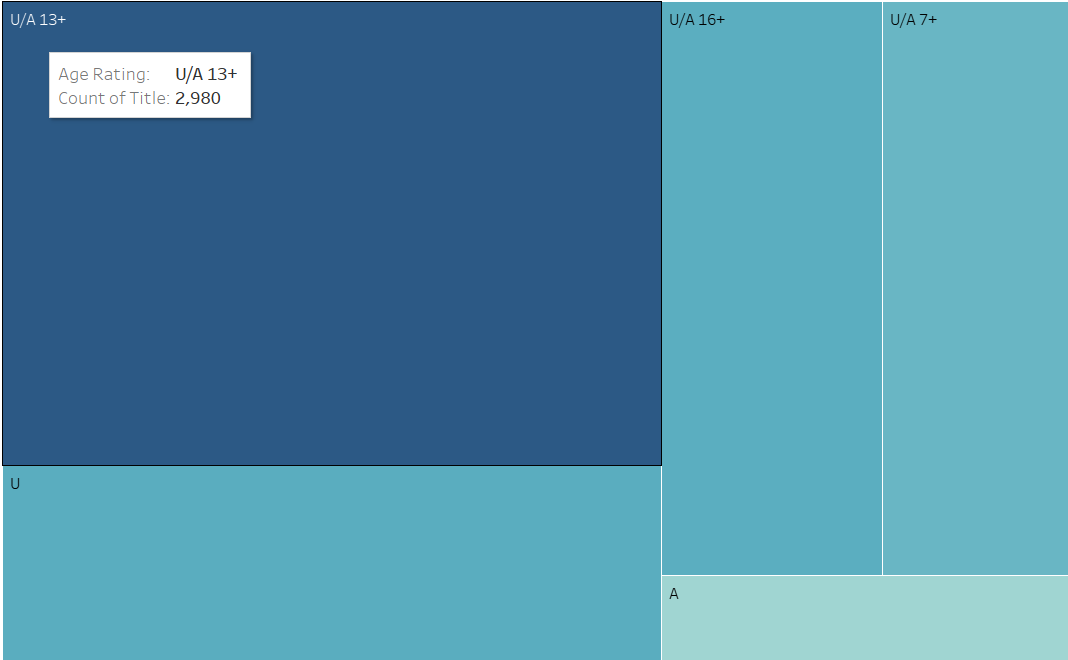 U/A 13+
Age Rating: U/A 13+
Count of Title: 2,980
U/A 16+
U/A 7+
U
A